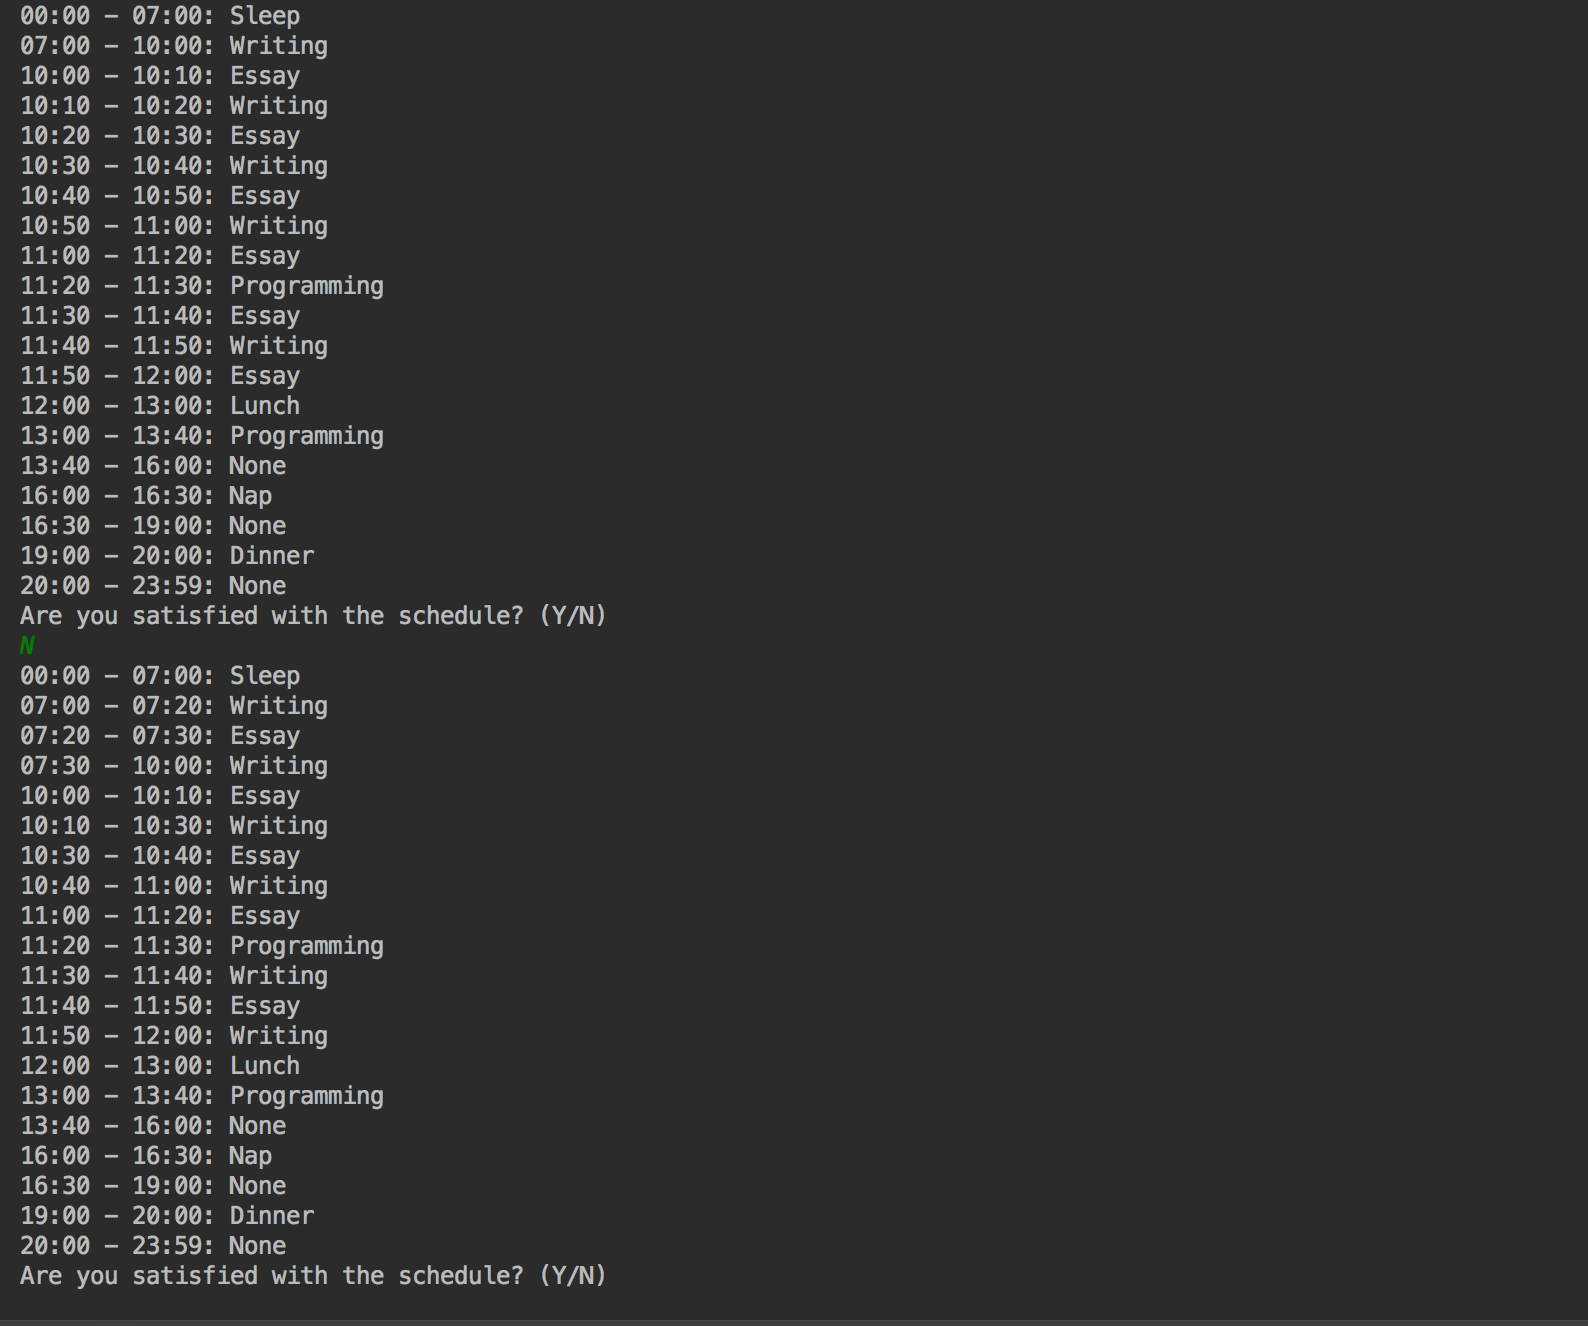 00:00 – 07:00: Sleep
07:00 – 10:00: Writing
10:00 – 10:10: Essay
10:10 – 10:20: Writing
10:20 – 10:30: Essay
10:30 – 10:40: Writing
10:40 – 10:50: Essay
10:50 – 11:00: Writing
11:00 – 11:20: Essay
11:20 – 11:30: Programming
11:30 – 11:40: Essay
11:40 – 11:50: Writing
11:50 – 12:00: Essay
12:00 – 13:00: Lunch
13:00 – 13:40: Programming
13:40 – 16:00: None
16:00 – 16:30: Nap
16:30 – 19:00: None
19:00 – 20:00: Dinner
20:00 – 23:59: None
Are you satisfied with the schedule? (Y/N)
N
00:00 – 07:00: Sleep
07:00 – 07:20: Writing
07:20 – 07:30: Essay
07:30 – 10:00: Writing
10:00 – 10:10: Essay
10:10 – 10:30: Writing
10:30 – 10:40: Essay
10:40 – 11:00: Writing
11:00 – 11:20: Essay
11:20 – 11:30: Programming
11:30 – 11:40: Writing
11:40 – 11:50: Essay
11:50 – 12:00: Writing
12:00 – 13:00: Lunch
13:00 – 13:40: Programming
13:40 – 16:00: None
16:00 – 16:30: Nap
16:30 – 19:00: None
19:00 – 20:00: Dinner
20:00 – 23:59: None
Are you satisfied with the schedule? (Y/N)